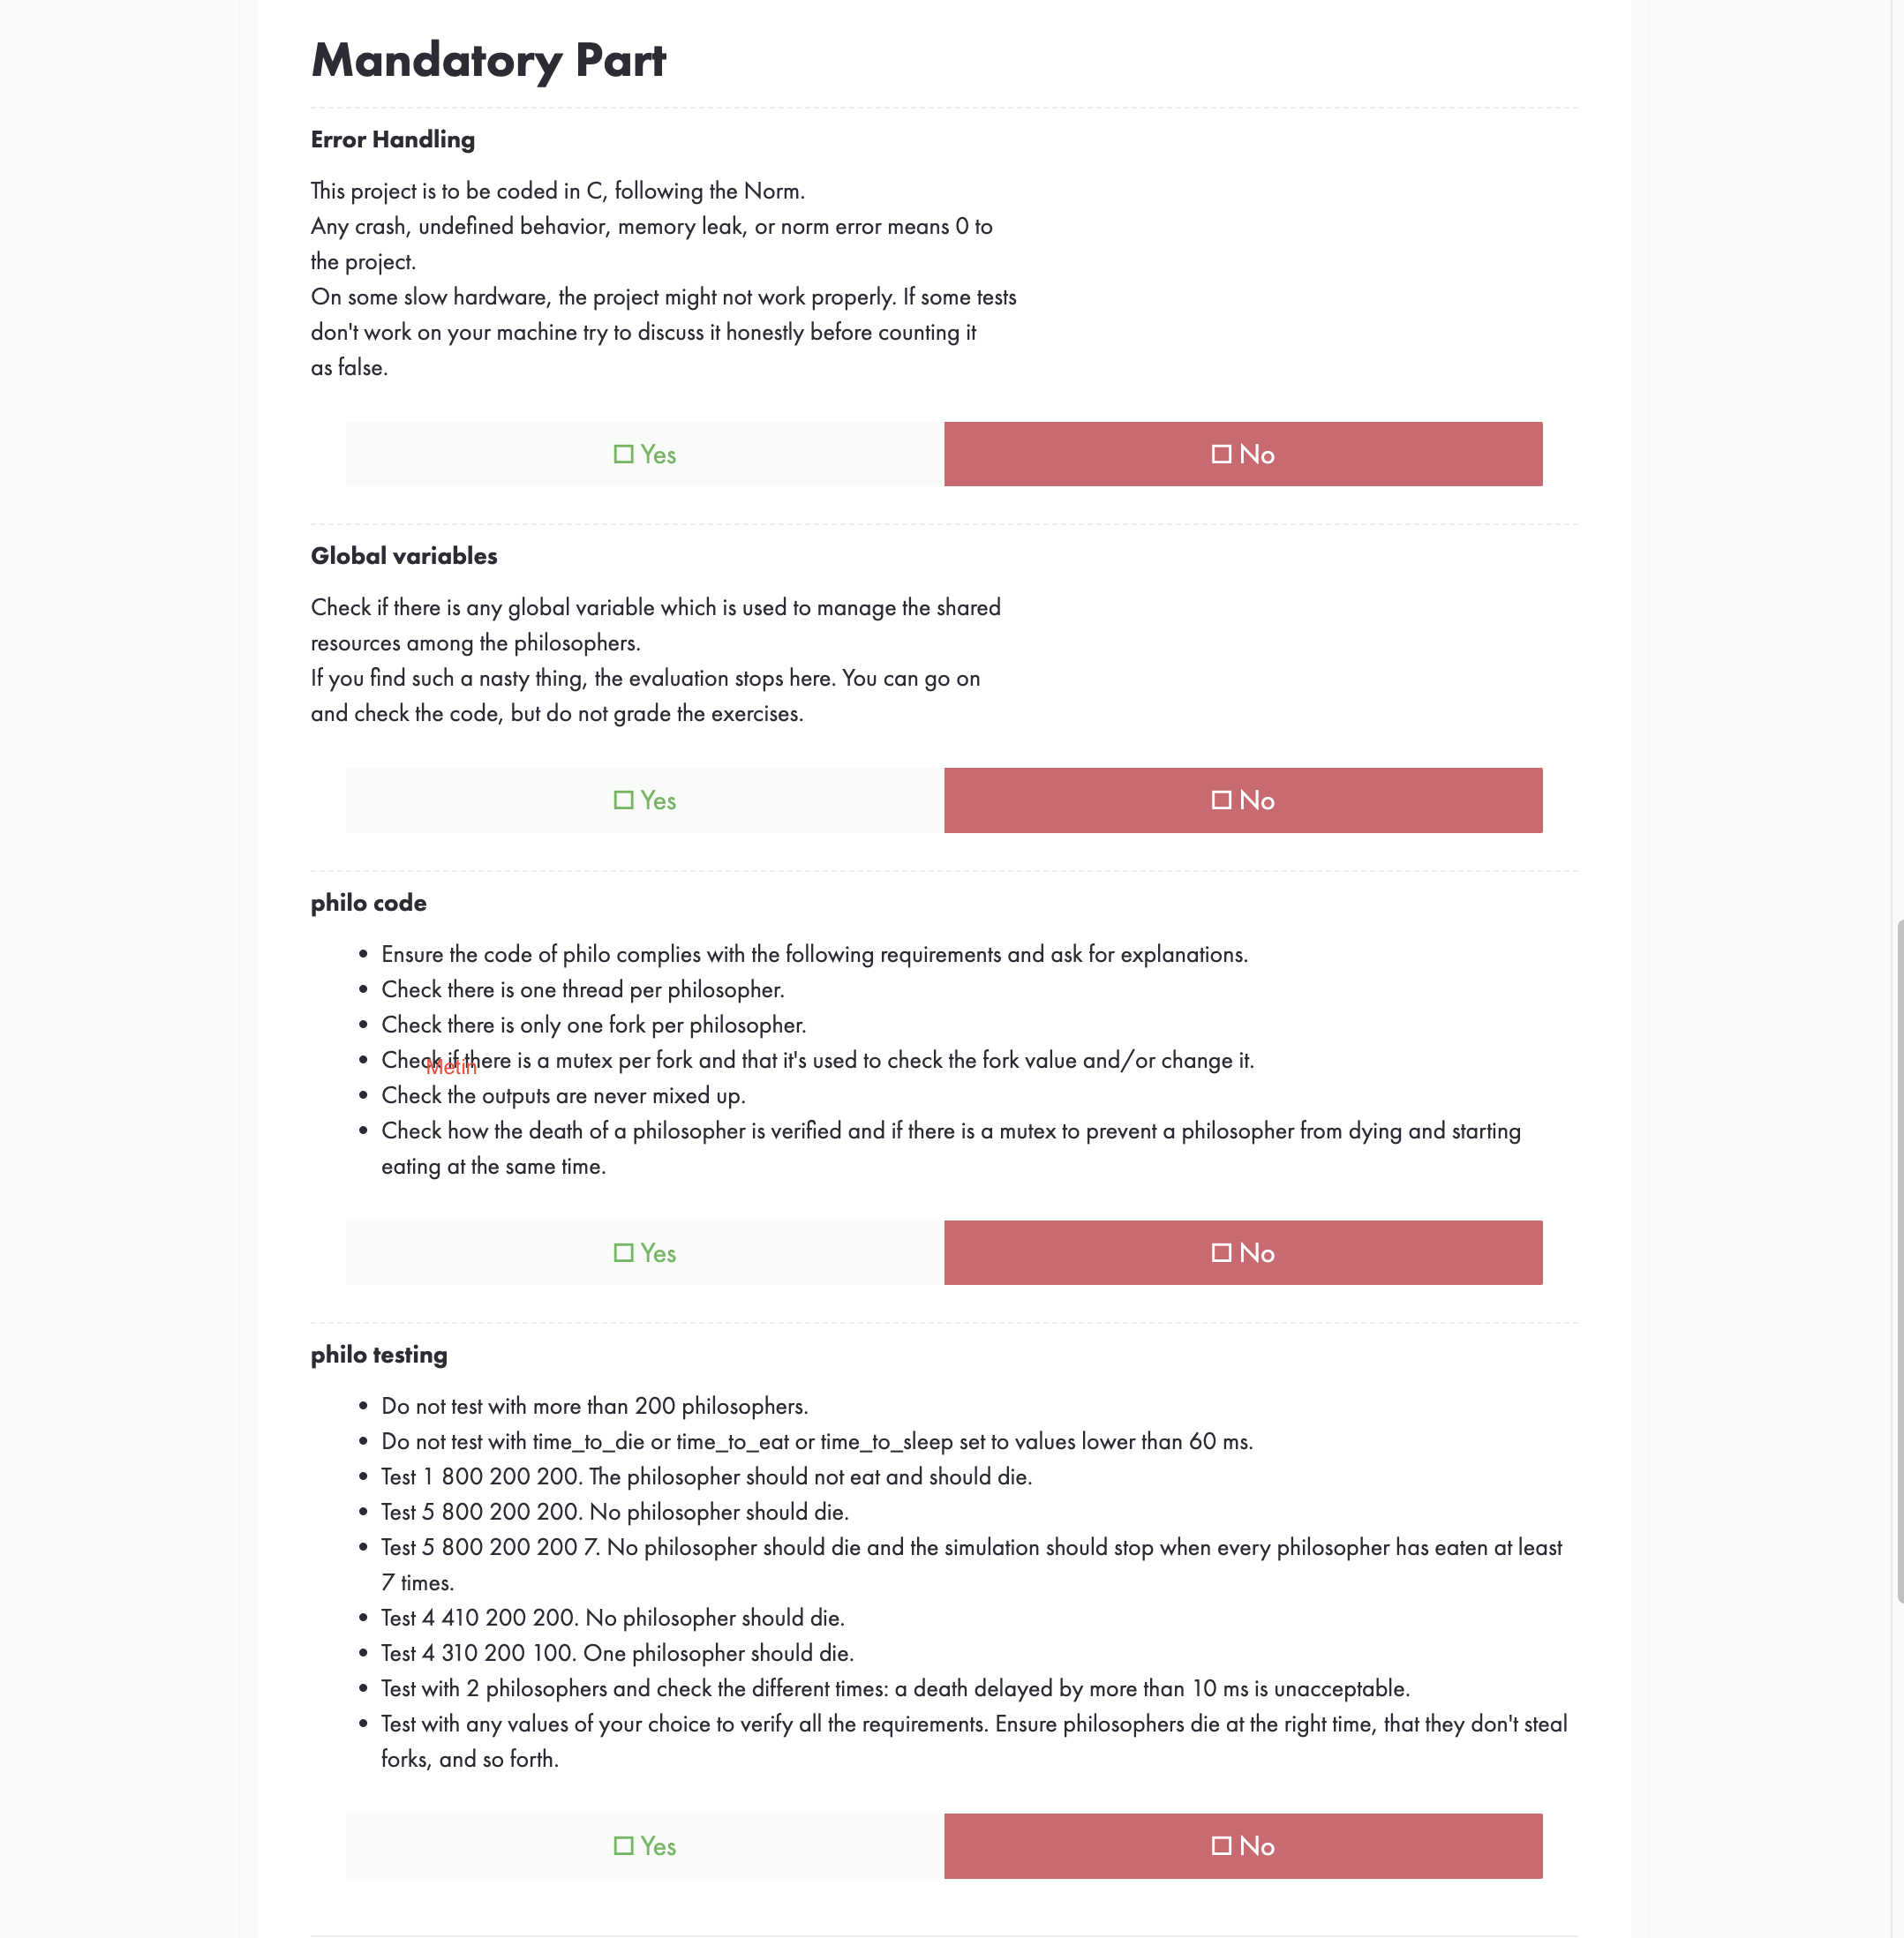 Mandatory Part
Error Handling
This project is to be coded in C, following the Norm.
Any crash, undefined behavior, memory leak, or norm error means 0 to
the project.
On some slow hardware, the project might not work properly. If some tests
don't work on your machine try to discuss it honestly before counting it
as false.
Yes No
Global variables
Check if there is any global variable which is used to manage the shared
resources among the philosophers.
If you find such a nasty thing, the evaluation stops here. You can go on
and check the code, but do not grade the exercises.
Yes No
philo code
• Ensure the code of philo complies with the following requirements and ask for explanations.
• Check there is one thread per philosopher.
• Check there is only one fork per philosopher.
• Check if there is a mutex per fork and that it's used to check the fork value and/or change it.
Metin
• Check the outputs are never mixed up.
• Check how the death of a philosopher is verified and if there is a mutex to prevent a philosopher from dying and starting
eating at the same time.
Yes No
philo testing
• Do not test with more than 200 philosophers.
• Do not test with time_to_die or time_to_eat or time_to_sleep set to values lower than 60 ms.
• Test 1 800 200 200. The philosopher should not eat and should die.
• Test 5 800 200 200. No philosopher should die.
• Test 5 800 200 200 7. No philosopher should die and the simulation should stop when every philosopher has eaten at least
7 times.
• Test 4 410 200 200. No philosopher should die.
• Test 4 310 200 100. One philosopher should die.
• Test with 2 philosophers and check the different times: a death delayed by more than 10 ms is unacceptable.
• Test with any values of your choice to verify all the requirements. Ensure philosophers die at the right time, that they don't steal
forks, and so forth.
Yes No